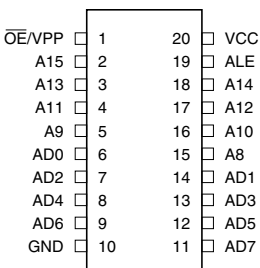 O̅E̅/VPP 1 20 VCC
A15 2 19 ALE
A13 3 18 A14
A11 4 17 A12
A9 5 16 A10
AD0 6 15 A8
AD2 7 14 AD1
AD4 8 13 AD3
AD6 9 12 AD5
GND 10 11 AD7